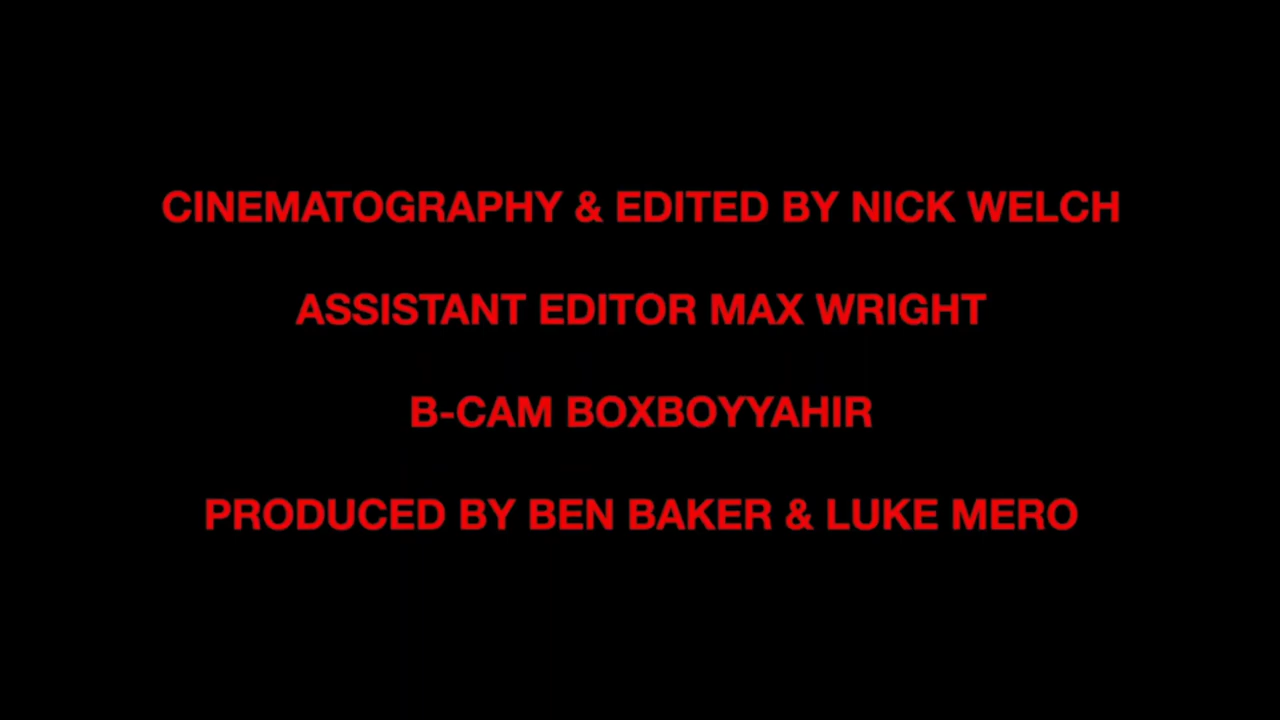 CINEMATOGRAPHY & EDITED BY NICK WELCH
ASSISTANT EDITOR MAX WRIGHT
B-CAM BOXBOYYAHIR
PRODUCED BY BEN BAKER & LUKE MERO